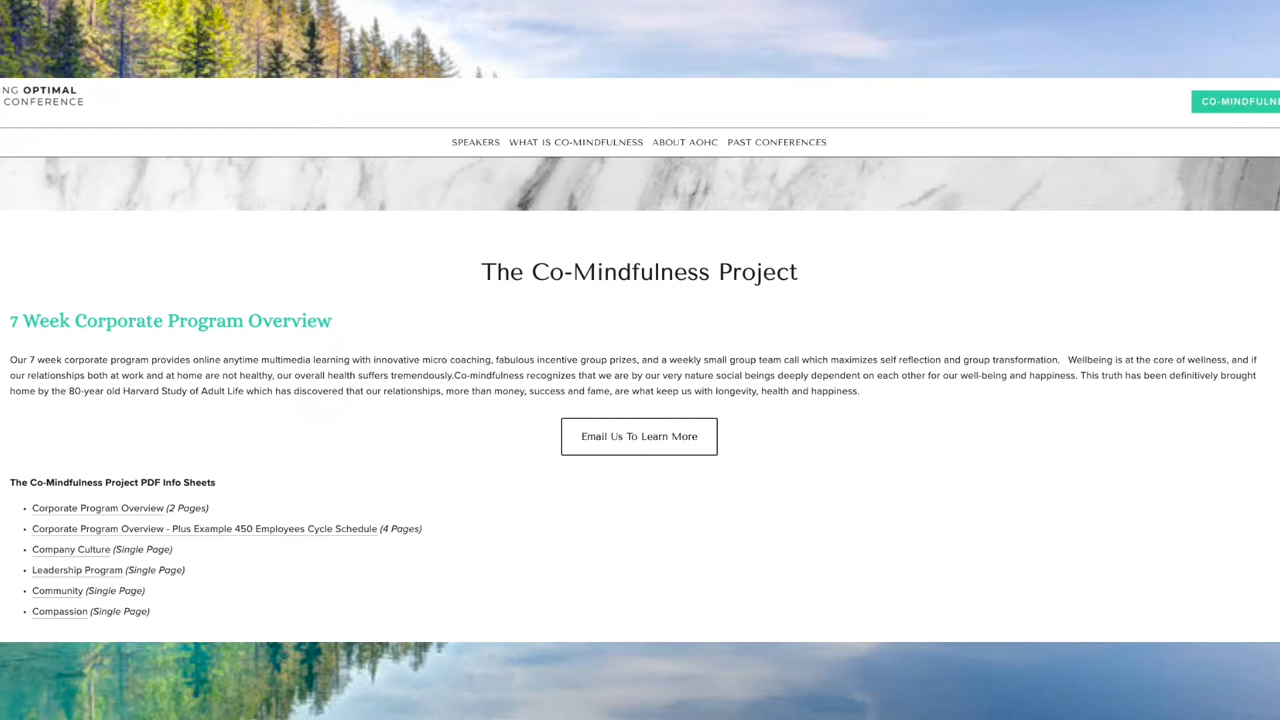 NG OPTIMAL
CONFERENCE
CO-MINDFULNE
SPEAKERS WHAT IS CO-MINDFULNESS ABOUT AOHC PAST CONFERENCES
The Co-Mindfulness Project
7 Week Corporate Program Overview
Our 7 week corporate program provides online anytime multimedia learning with innovative micro coaching, fabulous incentive group prizes, and a weekly small group team call which maximizes self reflection and group transformation. Wellbeing is at the core of wellness, and if
our relationships both at work and at home are not healthy, our overall health suffers tremendously.Co-mindfulness recognizes that we are by our very nature social beings deeply dependent on each other for our well-being and happiness. This truth has been definitively brought
home by the 80-year old Harvard Study of Adult Life which has discovered that our relationships, more than money, success and fame, are what keep us with longevity, health and happiness.
Email Us To Learn More
The Co-Mindfulness Project PDF Info Sheets
• Corporate Program Overview (2 Pages)
• Corporate Program Overview - Plus Example 450 Employees Cycle Schedule (4 Pages)
• Company Culture (Single Page)
• Leadership Program (Single Page)
• Community (Single Page)
• Compassion (Single Page)